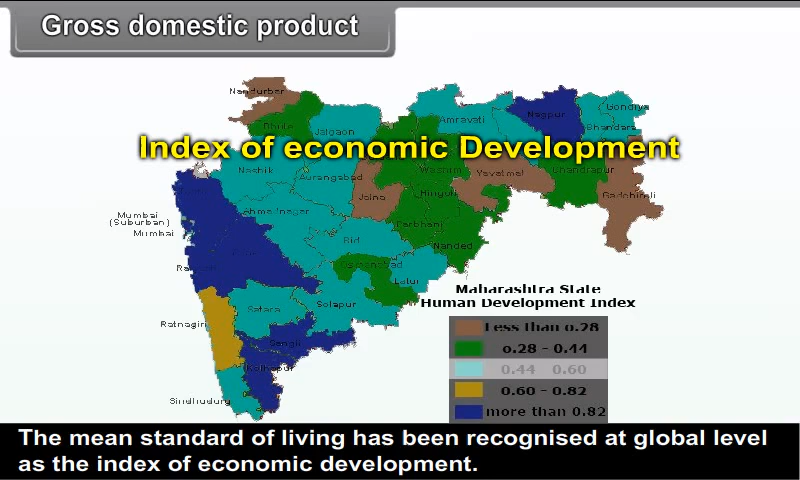 Gross domestic product
Nandurbar
Dhule
Jalgaon
Amravati
Nagpur
Gondiya
Bhandara
Index of economic Development
Nashik
Aurangabad
Jalna
Washim
Yavatmal
Chandrapur
Hingoli
Gadchiroli
Mumbai
(Suburban)
Mumbai
Ahmadnagar
Parbhani
Bid
Nanded
Osmanabad
Latur
Maharashtra State
Human Development Index
Ratnagiri
Satara
Solapur
Sangli
Kolhapur
Sindhudurg
Less than 0.28
0.28 - 0.44
0.44 0.60
0.60 - 0.82
more than 0.82
The mean standard of living has been recognised at global level
as the index of economic development.